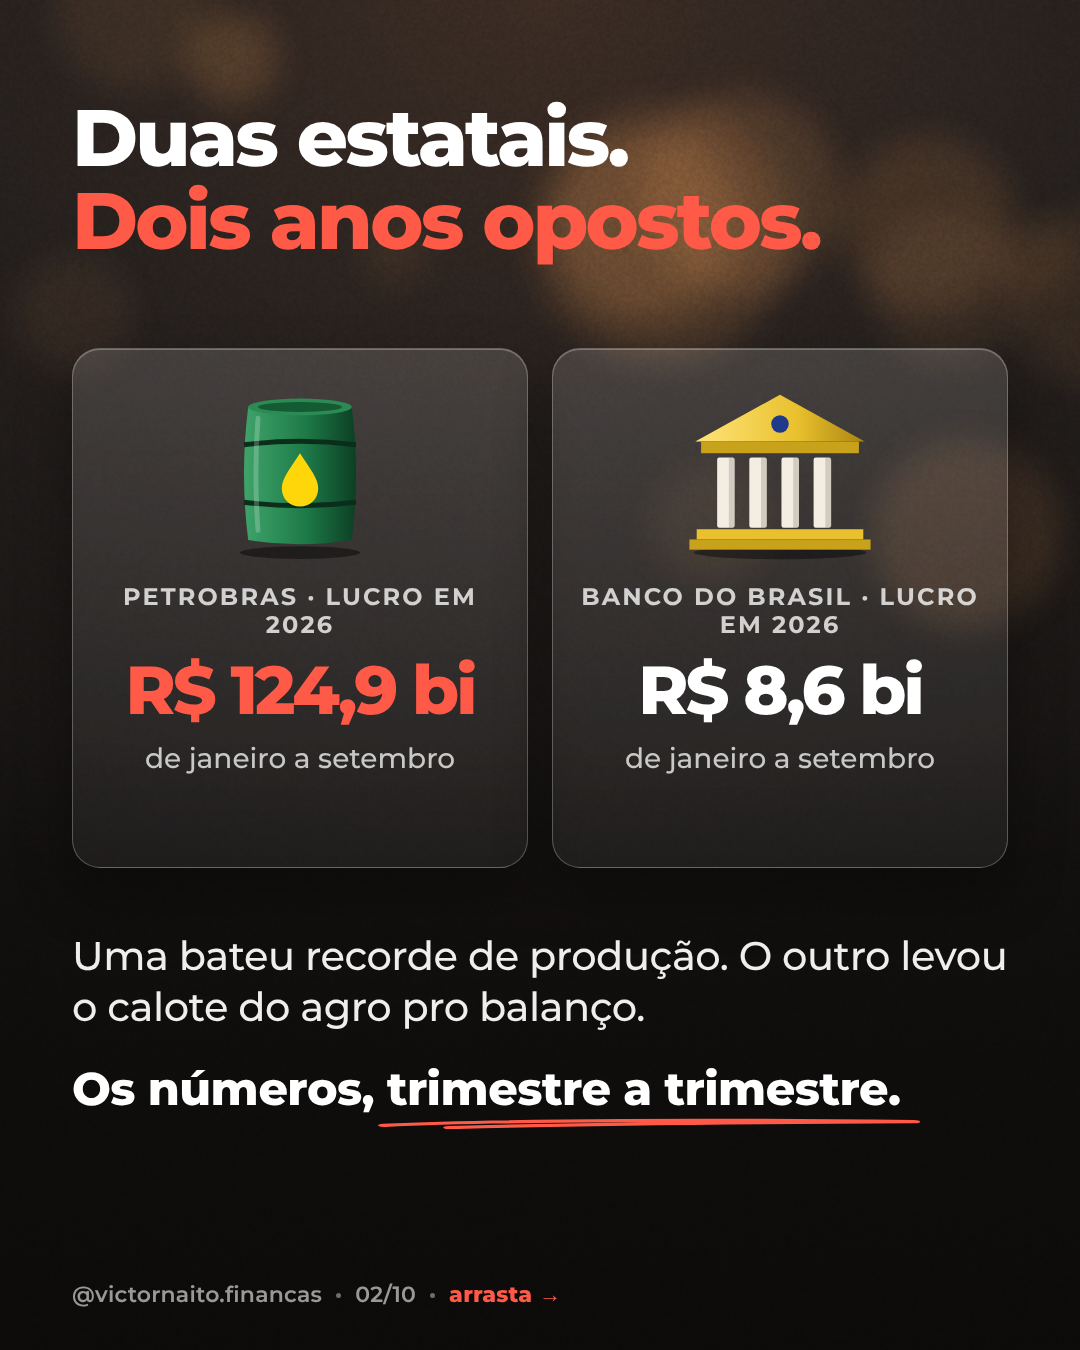 Duas estatais.
Dois anos opostos.
PETROBRAS · LUCRO EM
2026
R$ 124,9 bi
de janeiro a setembro
BANCO DO BRASIL · LUCRO
EM 2026
R$ 8,6 bi
de janeiro a setembro
Uma bateu recorde de produção. O outro levou
o calote do agro pro balanço.
Os números, trimestre a trimestre.
@victornaito.financas • 02/10 • arrasta →